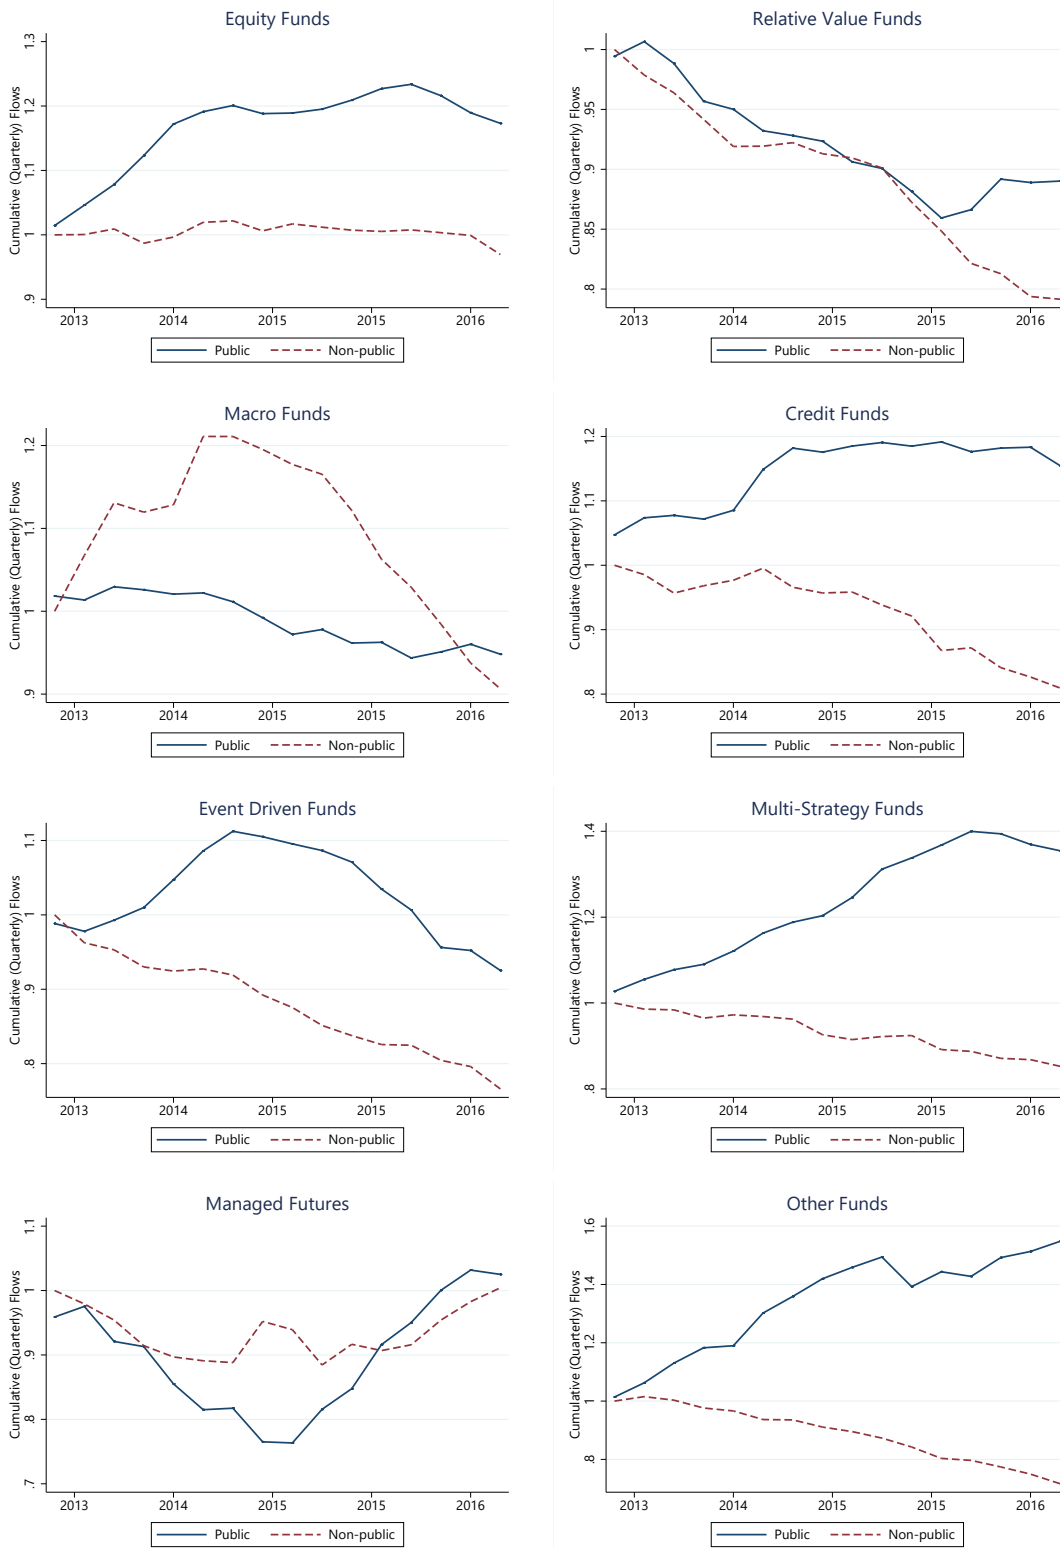 Equity Funds
Cumulative (Quarterly) Flows
1.3
1.2
1.1
1
.9
2013 2014 2015 2015 2016
Public Non-public
Relative Value Funds
Cumulative (Quarterly) Flows
1
.95
.9
.85
.8
2013 2014 2015 2015 2016
Public Non-public
Macro Funds
Cumulative (Quarterly) Flows
1.2
1.1
1
.9
2013 2014 2015 2015 2016
Public Non-public
Credit Funds
Cumulative (Quarterly) Flows
1.2
1.1
1
.9
.8
2013 2014 2015 2015 2016
Public Non-public
Event Driven Funds
Cumulative (Quarterly) Flows
1.1
1
.9
.8
2013 2014 2015 2015 2016
Public Non-public
Multi-Strategy Funds
Cumulative (Quarterly) Flows
1.4
1.2
1
.8
2013 2014 2015 2015 2016
Public Non-public
Managed Futures
Cumulative (Quarterly) Flows
1.1
1
.9
.8
.7
2013 2014 2015 2015 2016
Public Non-public
Other Funds
Cumulative (Quarterly) Flows
1.6
1.4
1.2
1
.8
2013 2014 2015 2015 2016
Public Non-public